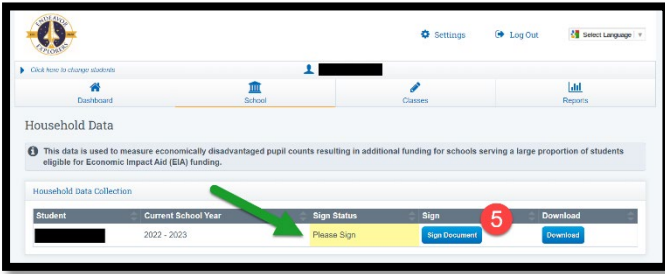 ENDEAVOR
EXPLORERS
Settings
Log Out
Select Language
Click here to change students
Dashboard
School
Classes
Reports
Household Data
This data is used to measure economically disadvantaged pupil counts resulting in additional funding for schools serving a large proportion of students
eligible for Economic Impact Aid (EIA) funding.
Household Data Collection
Student Current School Year Sign Status Sign Download
5
2022 - 2023 Please Sign Sign Document Download